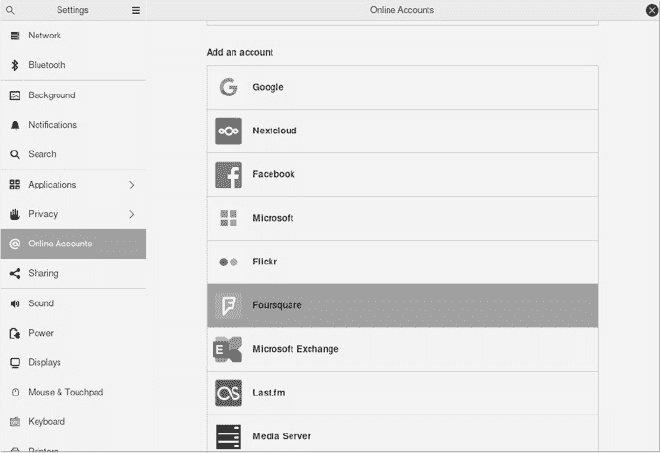 Settings
Online Accounts
Network
Bluetooth
Background
Notifications
Search
Applications
Privacy
Online Accounts
Sharing
Sound
Power
Displays
Mouse & Touchpad
Keyboard
Printers
Add an account
Google
Nextcloud
Facebook
Microsoft
Flickr
Foursquare
Microsoft Exchange
Last.fm
Media Server